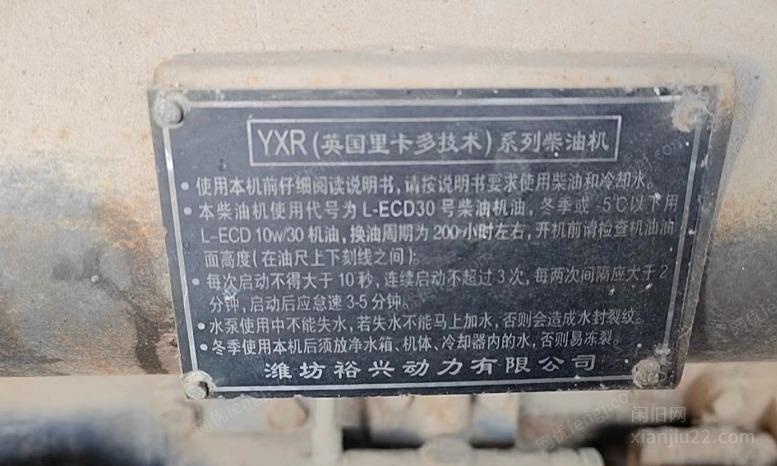 YXR(英国里卡多技术)系列柴油机
• 使用本机前仔细阅读说明书,请按说明书要求使用柴油和冷却水。
• 本柴油机使用代号为 L-ECD30 号柴油机油,冬季或 -5℃以下用
L-ECD 10w/30 机油,换油周期为 200 小时左右,开机前请检查机油油
面高度(在油尺上下刻线之间);
• 每次启动不得大于 10 秒,连续启动不超过 3 次,每两次间隔应大于 2
分钟,启动后应怠速 3-5 分钟。
• 水泵使用中不能失水,若失水不能马上加水,否则会造成水封裂纹。
• 冬季使用本机后须放净水箱、机体、冷却器内的水,否则易冻裂。
潍坊裕兴动力有限公司
闲旧网
xianjiu22.com